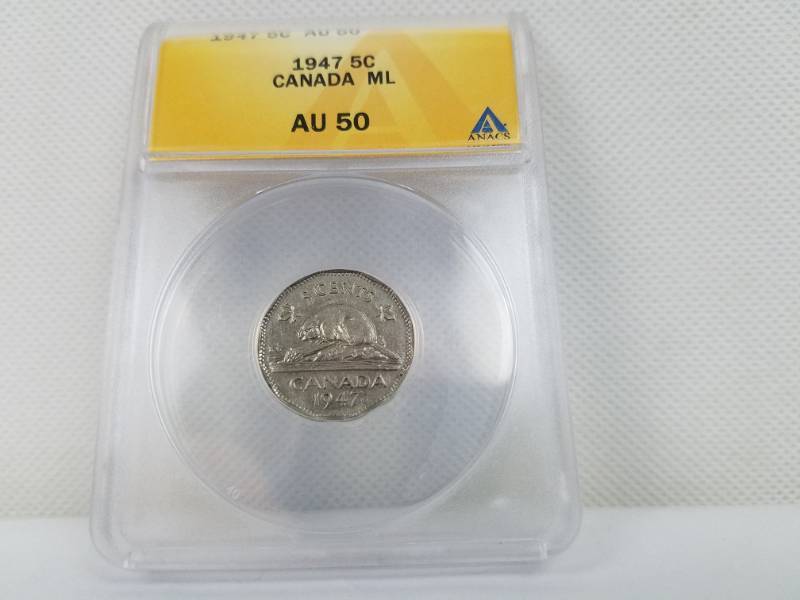 1947 5C AU 50
1947 5C
CANADA ML
AU 50
ANACS
5 CENTS
CANADA
1947